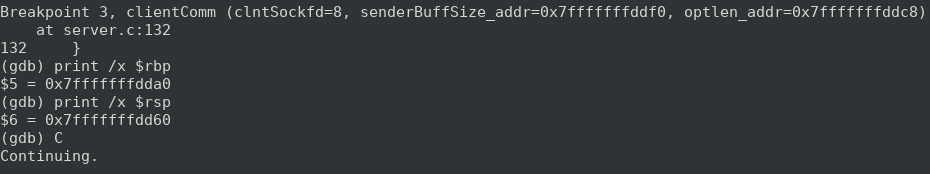 Breakpoint 3, clientComm (clntSockfd=8, senderBuffSize_addr=0x7fffffffddf0, optlen_addr=0x7fffffffddc8)
    at server.c:132
132     }
(gdb) print /x $rbp
$5 = 0x7fffffffdda0
(gdb) print /x $rsp
$6 = 0x7fffffffdd60
(gdb) C
Continuing.